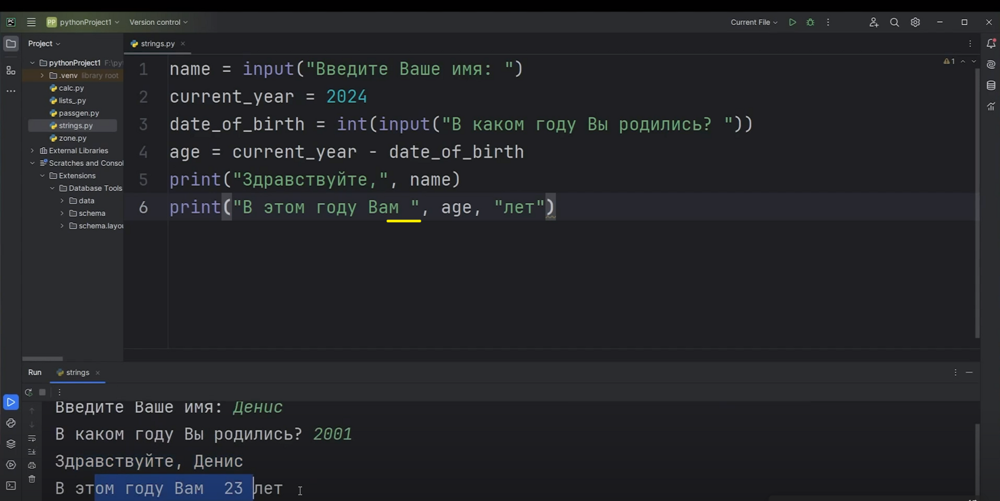 PC
PP pythonProject1 Version control Current File
Project strings.py
pythonProject1 F:\py
.venv library root
calc.py
lists_.py
passgen.py
strings.py
zone.py
External Libraries
Scratches and Consol
Extensions
Database Tools
data
schema
schema.layou
1 name = input("Введите Ваше имя: ")
2 current_year = 2024
3 date_of_birth = int(input("В каком году Вы родились? "))
4 age = current_year - date_of_birth
5 print("Здравствуйте,", name)
6 print("В этом году Вам ", age, "лет")
1
Run strings
Введите Ваше имя: Денис
В каком году Вы родились? 2001
Здравствуйте, Денис
В этом году Вам  23 лет